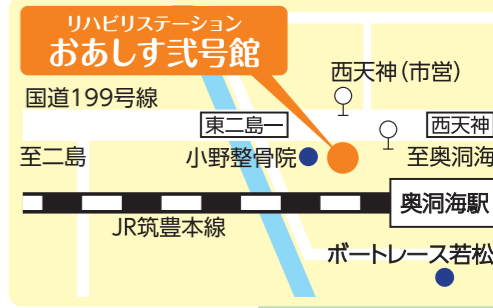 リハビリステーション
おあしす弐号館
西天神(市営)
国道199号線
東二島一
西天神
至二島
小野整骨院
至奥洞海
奥洞海駅
JR筑豊本線
ボートレース若松